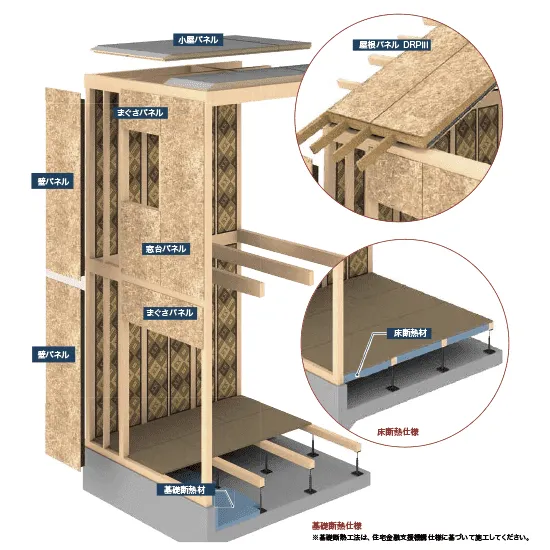 小屋パネル
屋根パネル DRPIII
まぐさパネル
壁パネル
窓台パネル
まぐさパネル
床断熱材
壁パネル
床断熱仕様
基礎断熱材
基礎断熱仕様
※基礎断熱工法は、住宅金融支援機構仕様に基づいて施工してください。